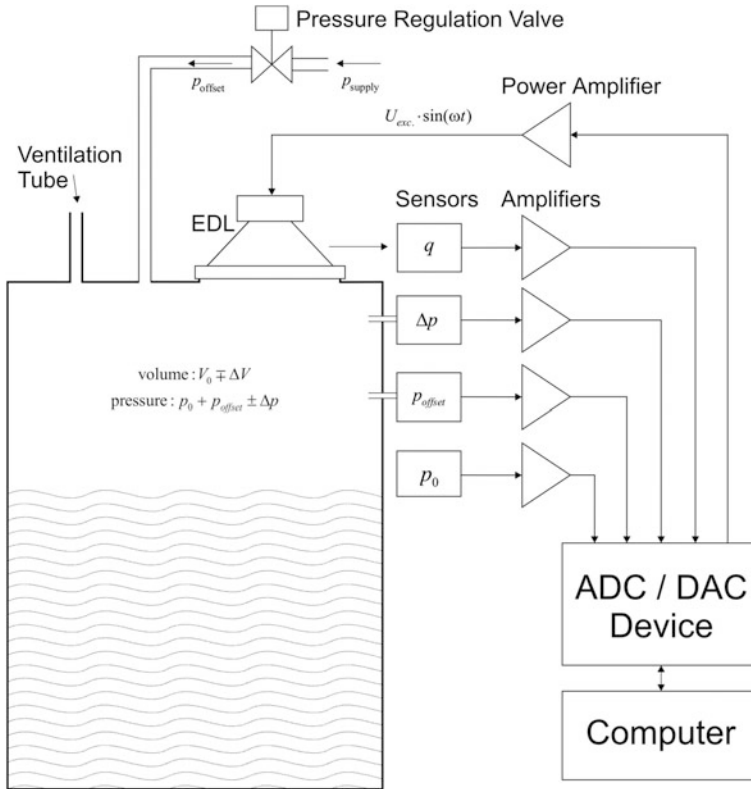 Pressure Regulation Valve
p_offset
p_supply
Power Amplifier
U_exc. · sin(ωt)
Ventilation
Tube
EDL
Sensors
Amplifiers
q
Δp
volume: V_0 ∓ ΔV
pressure: p_0 + p_offset ± Δp
p_offset
p_0
ADC / DAC
Device
Computer